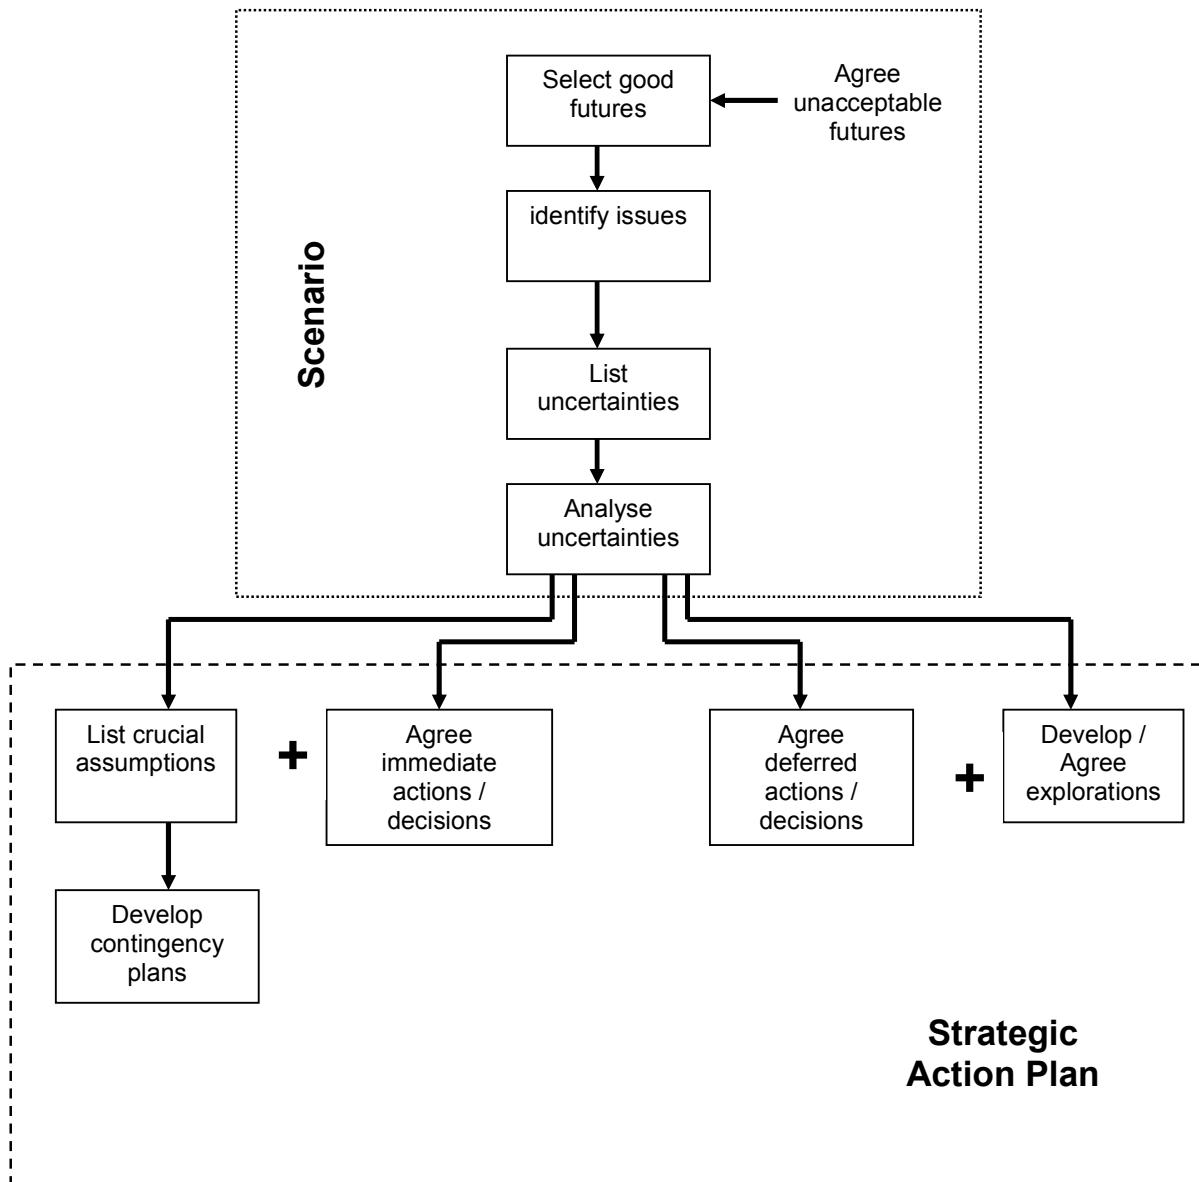 Select good
futures
Agree
unacceptable
futures
identify issues
Scenario
List
uncertainties
Analyse
uncertainties
List crucial
assumptions
+
Agree
immediate
actions /
decisions
Agree
deferred
actions /
decisions
+
Develop /
Agree
explorations
Develop
contingency
plans
Strategic
Action Plan